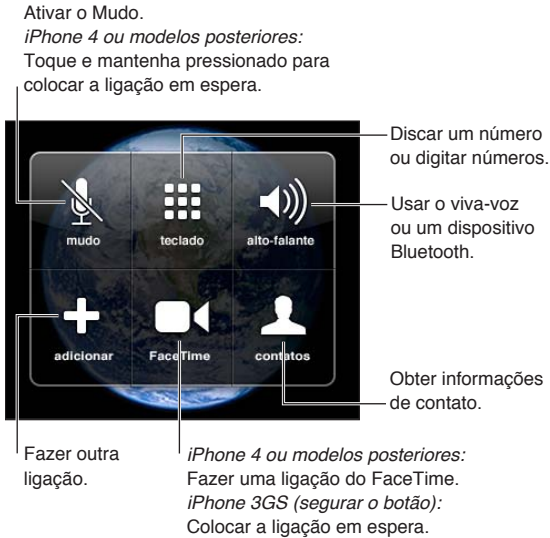 Ativar o Mudo.
iPhone 4 ou modelos posteriores:
Toque e mantenha pressionado para
colocar a ligação em espera.
Discar um número
ou digitar números.
Usar o viva-voz
ou um dispositivo
Bluetooth.
mudo
teclado
alto-falante
adicionar
FaceTime
contatos
Obter informações
de contato.
Fazer outra
ligação.
iPhone 4 ou modelos posteriores:
Fazer uma ligação do FaceTime.
iPhone 3GS (segurar o botão):
Colocar a ligação em espera.